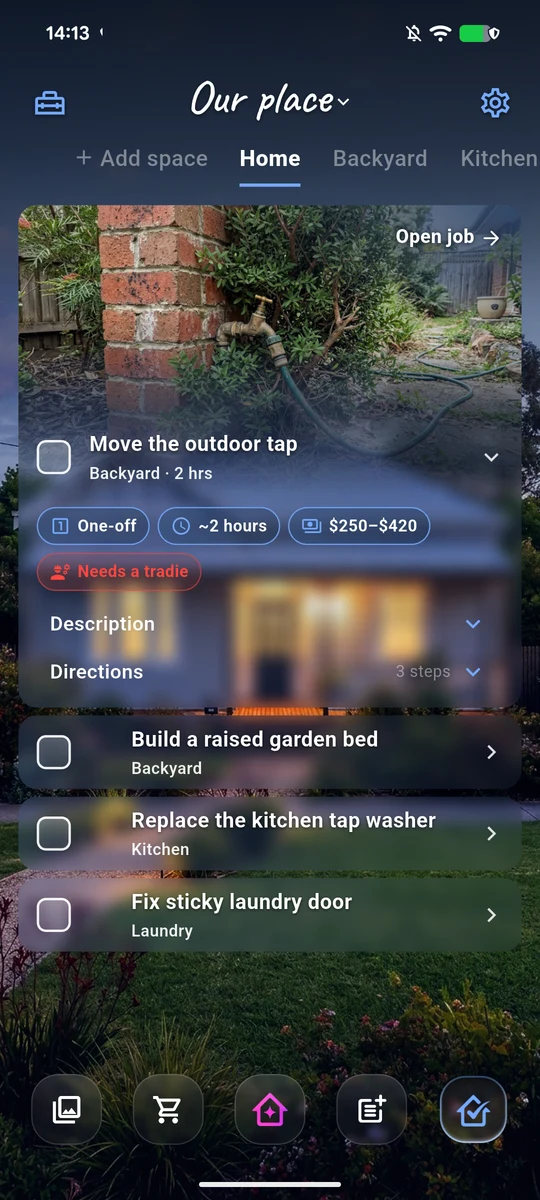 14:13
Our place
+ Add space Home Backyard Kitchen
Open job →
Move the outdoor tap
Backyard · 2 hrs
1 One-off ~2 hours $250–$420
Needs a tradie
Description
Directions 3 steps
Build a raised garden bed
Backyard
Replace the kitchen tap washer
Kitchen
Fix sticky laundry door
Laundry